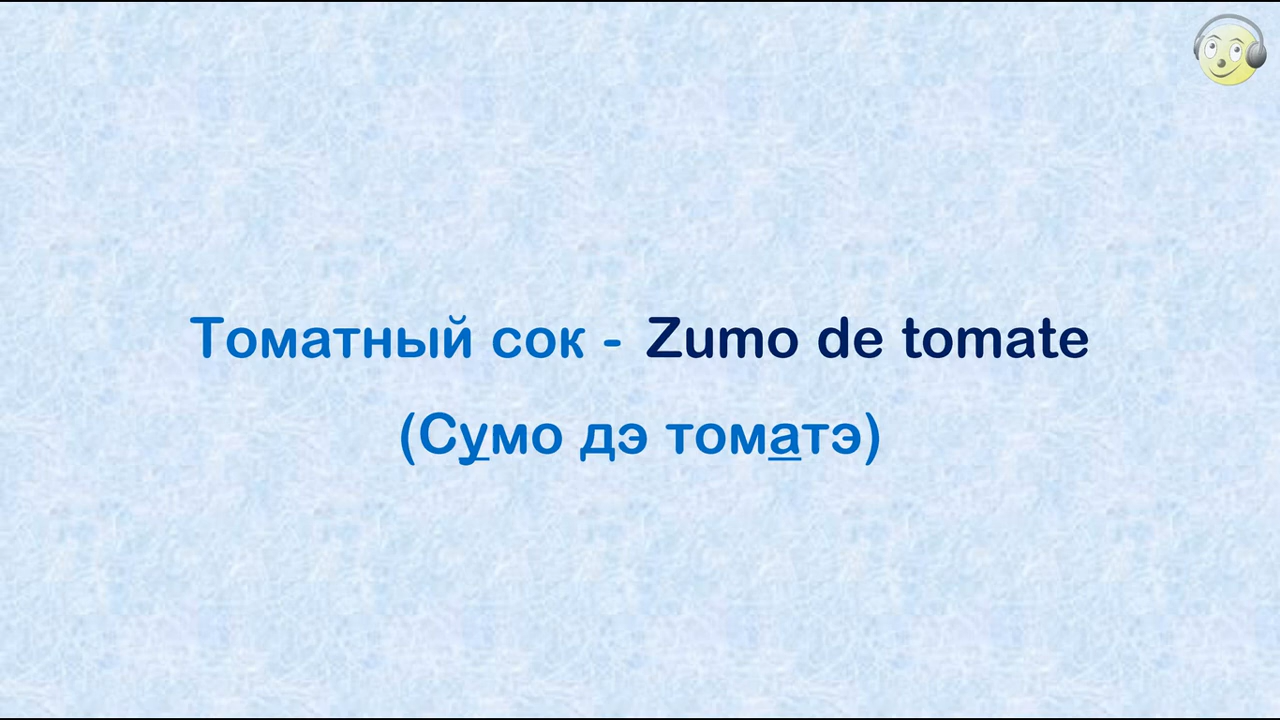 Томатный сок - Zumo de tomate
(Сумо дэ томатэ)